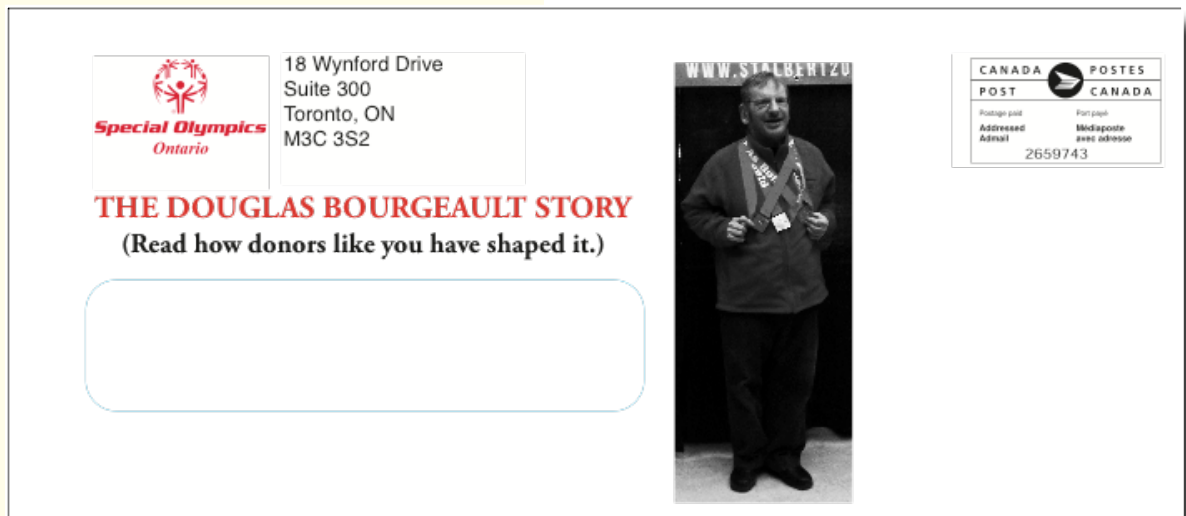 Special Olympics
Ontario
18 Wynford Drive
Suite 300
Toronto, ON
M3C 3S2
THE DOUGLAS BOURGEAULT STORY
(Read how donors like you have shaped it.)
WWW.STALBERT20
CANADA POSTES
POST CANADA
Postage paid Port payé
Addressed Médiaposte
Admail avec adresse
2659743